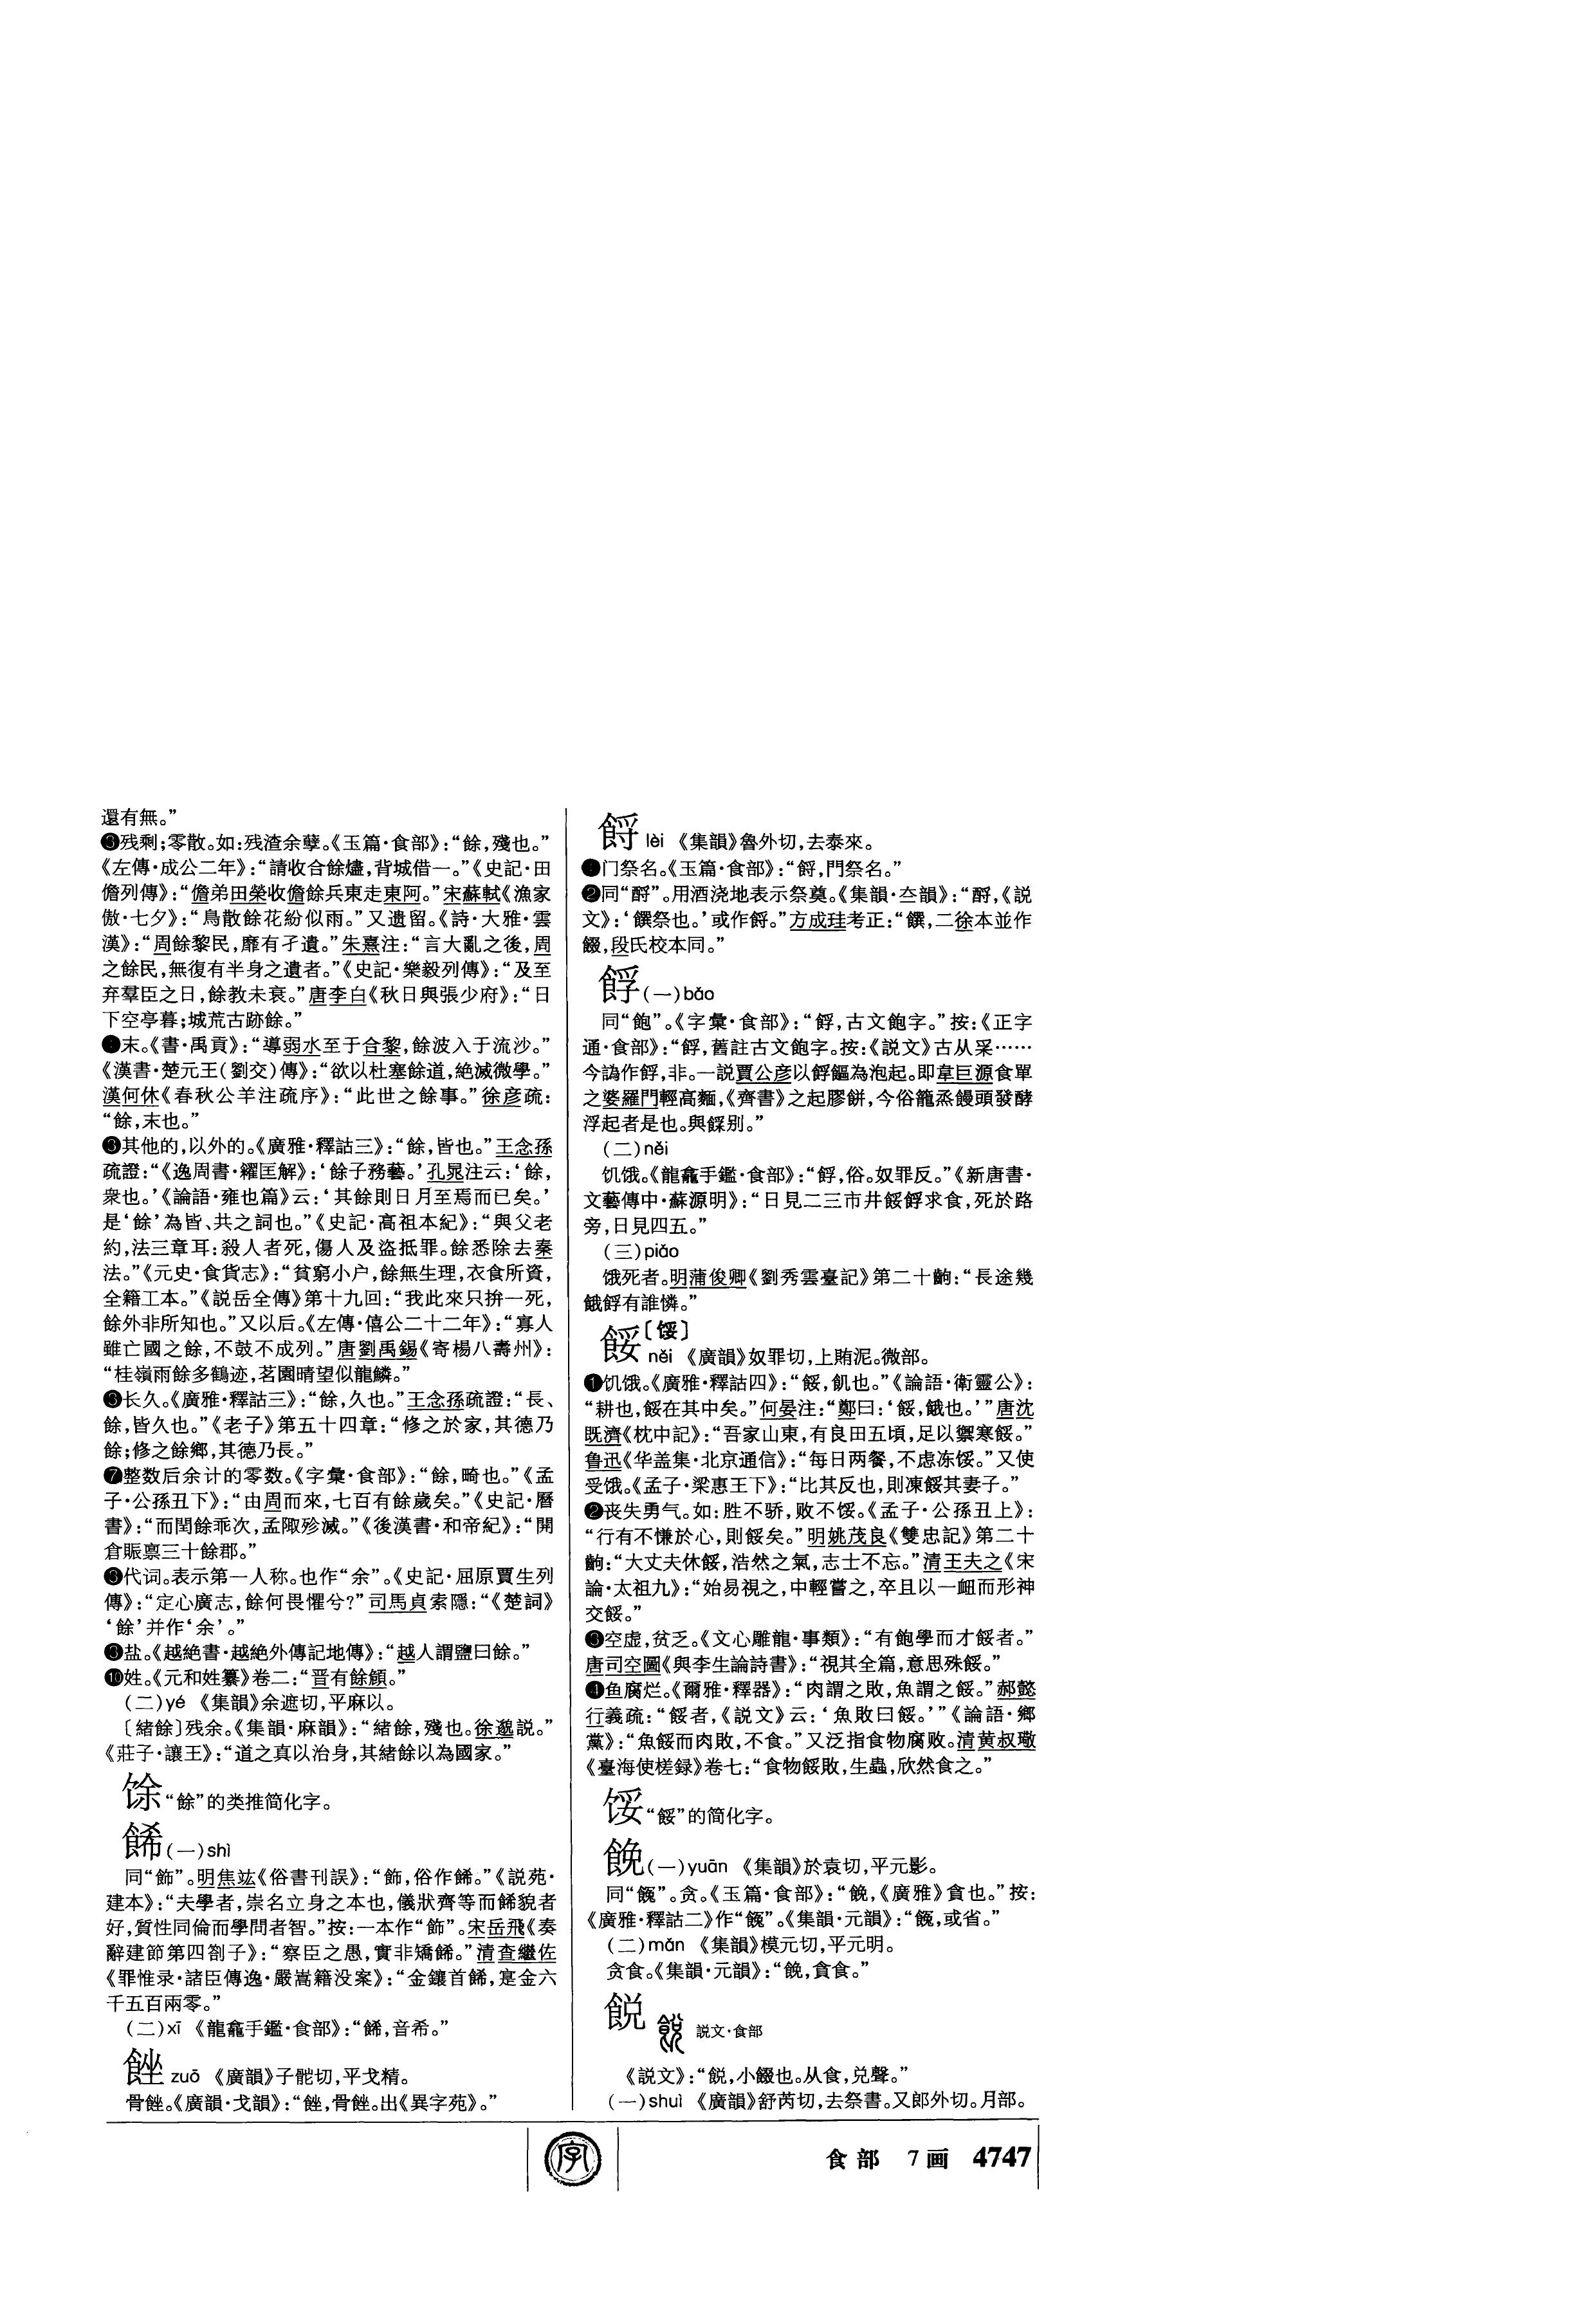 還有無。”
❸残剩；零散。如：残渣余孽。《玉篇·食部》：“餘，殘也。”
《左傳·成公二年》：“請收合餘燼，背城借一。”《史記·田
儋列傳》：“儋弟田榮收儋餘兵東走東阿。”宋蘇軾《漁家
傲·七夕》：“鳥散餘花紛似雨。”又遗留。《詩·大雅·雲
漢》：“周餘黎民，靡有孑遺。”朱熹注：“言大亂之後，周
之餘民，無復有半身之遺者。”《史記·樂毅列傳》：“及至
弃羣臣之日，餘教未衰。”唐李白《秋日與張少府》：“日
下空亭暮；城荒古跡餘。”
末。《書·禹貢》：“導弱水至于合黎，餘波入于流沙。”
《漢書·楚元王（劉交）傳》：“欲以杜塞餘道，絶滅微學。”
漢何休《春秋公羊注疏序》：“此世之餘事。”徐彦疏：
“餘，末也。”
其他的，以外的。《廣雅·釋詁三》：“餘，皆也。”王念孫
疏證：“《逸周書·糴匡解》：‘餘子務藝。’孔晁注云：‘餘，
衆也。’《論語·雍也篇》云：‘其餘則日月至焉而已矣。’
是‘餘’為皆、共之詞也。”《史記·高祖本紀》：“與父老
約，法三章耳：殺人者死，傷人及盗抵罪。餘悉除去秦
法。”《元史·食貨志》：“貧窮小户，餘無生理，衣食所資，
全籍工本。”《説岳全傳》第十九回：“我此來只拚一死，
餘外非所知也。”又以后。《左傳·僖公二十二年》：“寡人
雖亡國之餘，不鼓不成列。”唐劉禹錫《寄楊八壽州》：
“桂嶺雨餘多鶴迹，茗園晴望似龍鱗。”
长久。《廣雅·釋詁三》：“餘，久也。”王念孫疏證：“長、
餘，皆久也。”《老子》第五十四章：“修之於家，其德乃
餘；修之餘鄉，其德乃長。”
❼整数后余计的零数。《字彙·食部》：“餘，畸也。”《孟
子·公孫丑下》：“由周而來，七百有餘歲矣。”《史記·曆
書》：“而閏餘乖次，孟陬殄滅。”《後漢書·和帝紀》：“開
倉賑禀三十餘郡。”
代词。表示第一人称。也作“余”。《史記·屈原賈生列
傳》：“定心廣志，餘何畏懼兮？”司馬貞索隱：“《楚詞》
‘餘’并作‘余’。”
盐。《越絶書·越絶外傳記地傳》：“越人謂鹽曰餘。”
❿姓。《元和姓纂》卷二：“晋有餘頠。”
（二）yé 《集韻》余遮切，平麻以。
〔緒餘〕残余。《集韻·麻韻》：“緒餘，殘也。徐邈説。”
《莊子·讓王》：“道之真以治身，其緒餘以為國家。”
馀“餘”的类推简化字。
餙（一）shì
同“飾”。明焦竑《俗書刊誤》：“飾，俗作餙。”《説苑·
建本》：“夫學者，崇名立身之本也，儀狀齊等而餙貌者
好，質性同倫而學問者智。”按：一本作“飾”。宋岳飛《奏
辭建節第四劄子》：“察臣之愚，實非矯餙。”清查繼佐
《罪惟录·諸臣傳逸·嚴嵩籍没案》：“金鑲首餙，寔金六
千五百兩零。”
（二）xī 《龍龕手鑑·食部》：“餙，音希。”
䬹 zuō 《廣韻》子䯔切，平戈精。
骨䬹。《廣韻·戈韻》：“䬹，骨䬹。出《異字苑》。”
餎 lèi 《集韻》魯外切，去泰來。
门祭名。《玉篇·食部》：“䬋，門祭名。”
❷同“酹”。用酒浇地表示祭奠。《集韻·夳韻》：“酹，《説
文》：‘餟祭也。’或作䬋。”方成珪考正：“餟，二徐本並作
餟，段氏校本同。”
䬌（一）bǎo
同“飽”。《字彙·食部》：“䬌，古文飽字。”按：《正字
通·食部》：“䬌，舊註古文飽字。按：《説文》古从采……
今譌作䬌，非。一説賈公彦以䬌䭓為泡起。即韋巨源食單
之婆羅門輕高麵，《齊書》之起膠餅，今俗籠蒸饅頭發酵
浮起者是也。與餜别。”
（二）něi
饥饿。《龍龕手鑑·食部》：“䬌，俗。奴罪反。”《新唐書·
文藝傳中·蘇源明》：“日見二三市井餒䬌求食，死於路
旁，日見四五。”
（三）piǎo
饿死者。明蒲俊卿《劉秀雲臺記》第二十齣：“長途幾
餓䬌有誰憐。”
餒〔馁〕
něi 《廣韻》奴罪切，上賄泥。微部。
❶饥饿。《廣雅·釋詁四》：“餒，飢也。”《論語·衛靈公》：
“耕也，餒在其中矣。”何晏注：“鄭曰：‘餒，餓也。’”唐沈
既濟《枕中記》：“吾家山東，有良田五頃，足以禦寒餒。”
鲁迅《华盖集·北京通信》：“每日两餐，不虑冻馁。”又使
受饿。《孟子·梁惠王下》：“比其反也，則凍餒其妻子。”
❷丧失勇气。如：胜不骄，败不馁。《孟子·公孫丑上》：
“行有不慊於心，則餒矣。”明姚茂良《雙忠記》第二十
齣：“大丈夫休餒，浩然之氣，志士不忘。”清王夫之《宋
論·太祖九》：“始易視之，中輕嘗之，卒且以一衄而形神
交餒。”
❸空虚，贫乏。《文心雕龍·事類》：“有飽學而才餒者。”
唐司空圖《與李生論詩書》：“視其全篇，意思殊餒。”
❹鱼腐烂。《爾雅·釋器》：“肉謂之敗，魚謂之餒。”郝懿
行義疏：“餒者，《説文》云：‘魚敗曰餒。’”《論語·鄉
黨》：“魚餒而肉敗，不食。”又泛指食物腐败。清黄叔璥
《臺海使槎録》卷七：“食物餒敗，生蟲，欣然食之。”
馁“餒”的简化字。
䬧（一）yuān 《集韻》於袁切，平元影。
同“䭴”。贪。《玉篇·食部》：“䬧，《廣雅》貪也。”按：
《廣雅·釋詁二》作“䭴”。《集韻·元韻》：“䭴，或省。”
（二）mǎn 《集韻》模元切，平元明。
贪食。《集韻·元韻》：“䬧，貪食。”
䬽 説文·食部
《説文》：“䬽，小餟也。从食，兑聲。”
（一）shuì 《廣韻》舒芮切，去祭書。又郎外切。月部。
字
食部 7画 4747